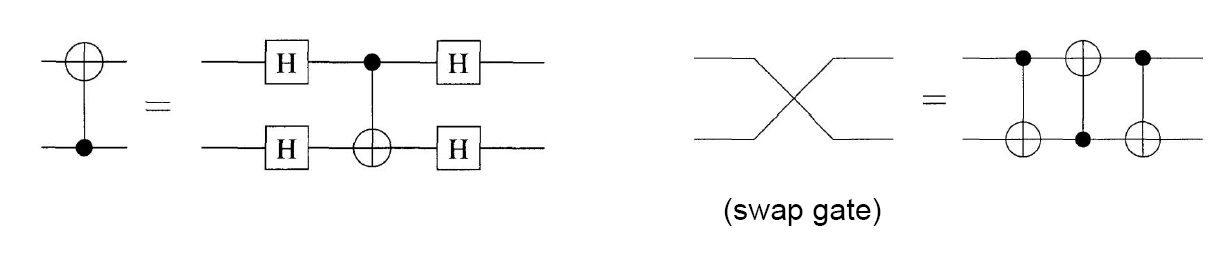 H H
=
H H
=
(swap gate)